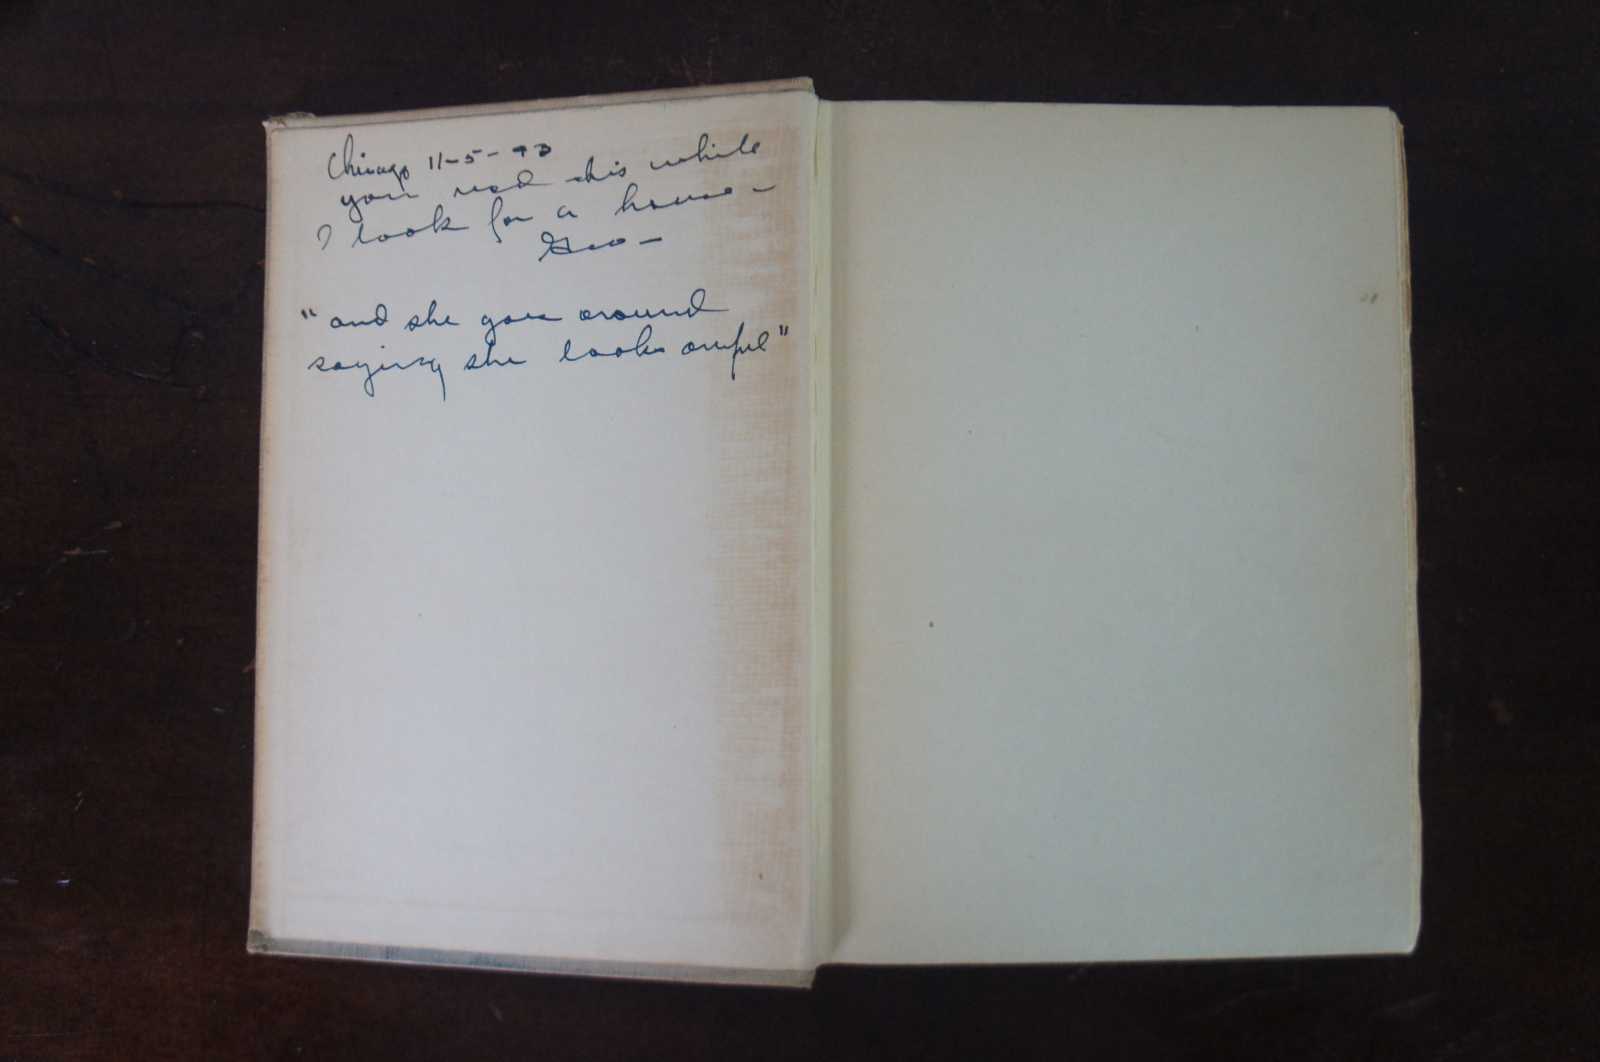 Chicago 11-5-43
you read this while
I look for a house -
Geo -
"and she goes around
saying she looks awful"